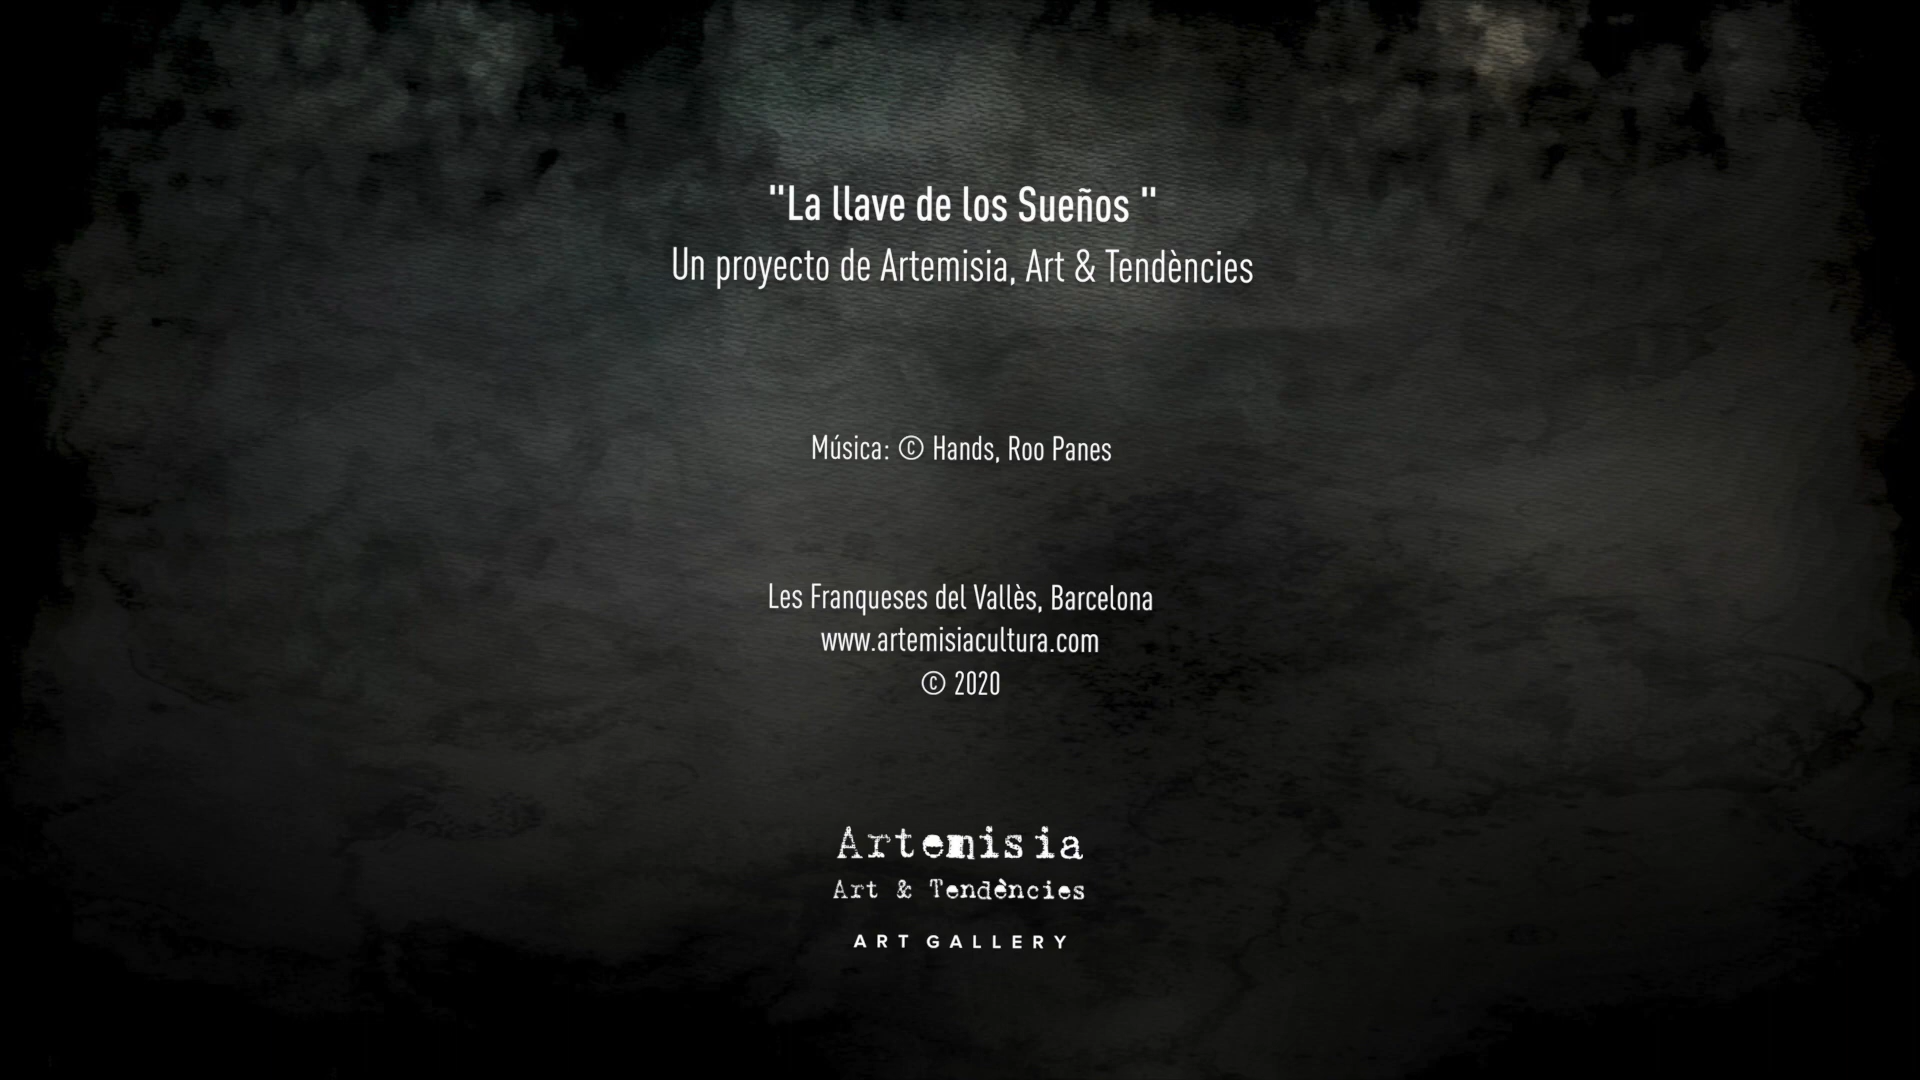 "La llave de los Sueños "
Un proyecto de Artemisia, Art & Tendències
Música: © Hands, Roo Panes
Les Franqueses del Vallès, Barcelona
www.artemisiacultura.com
© 2020
Artemisia
Art & Tendències
ART GALLERY